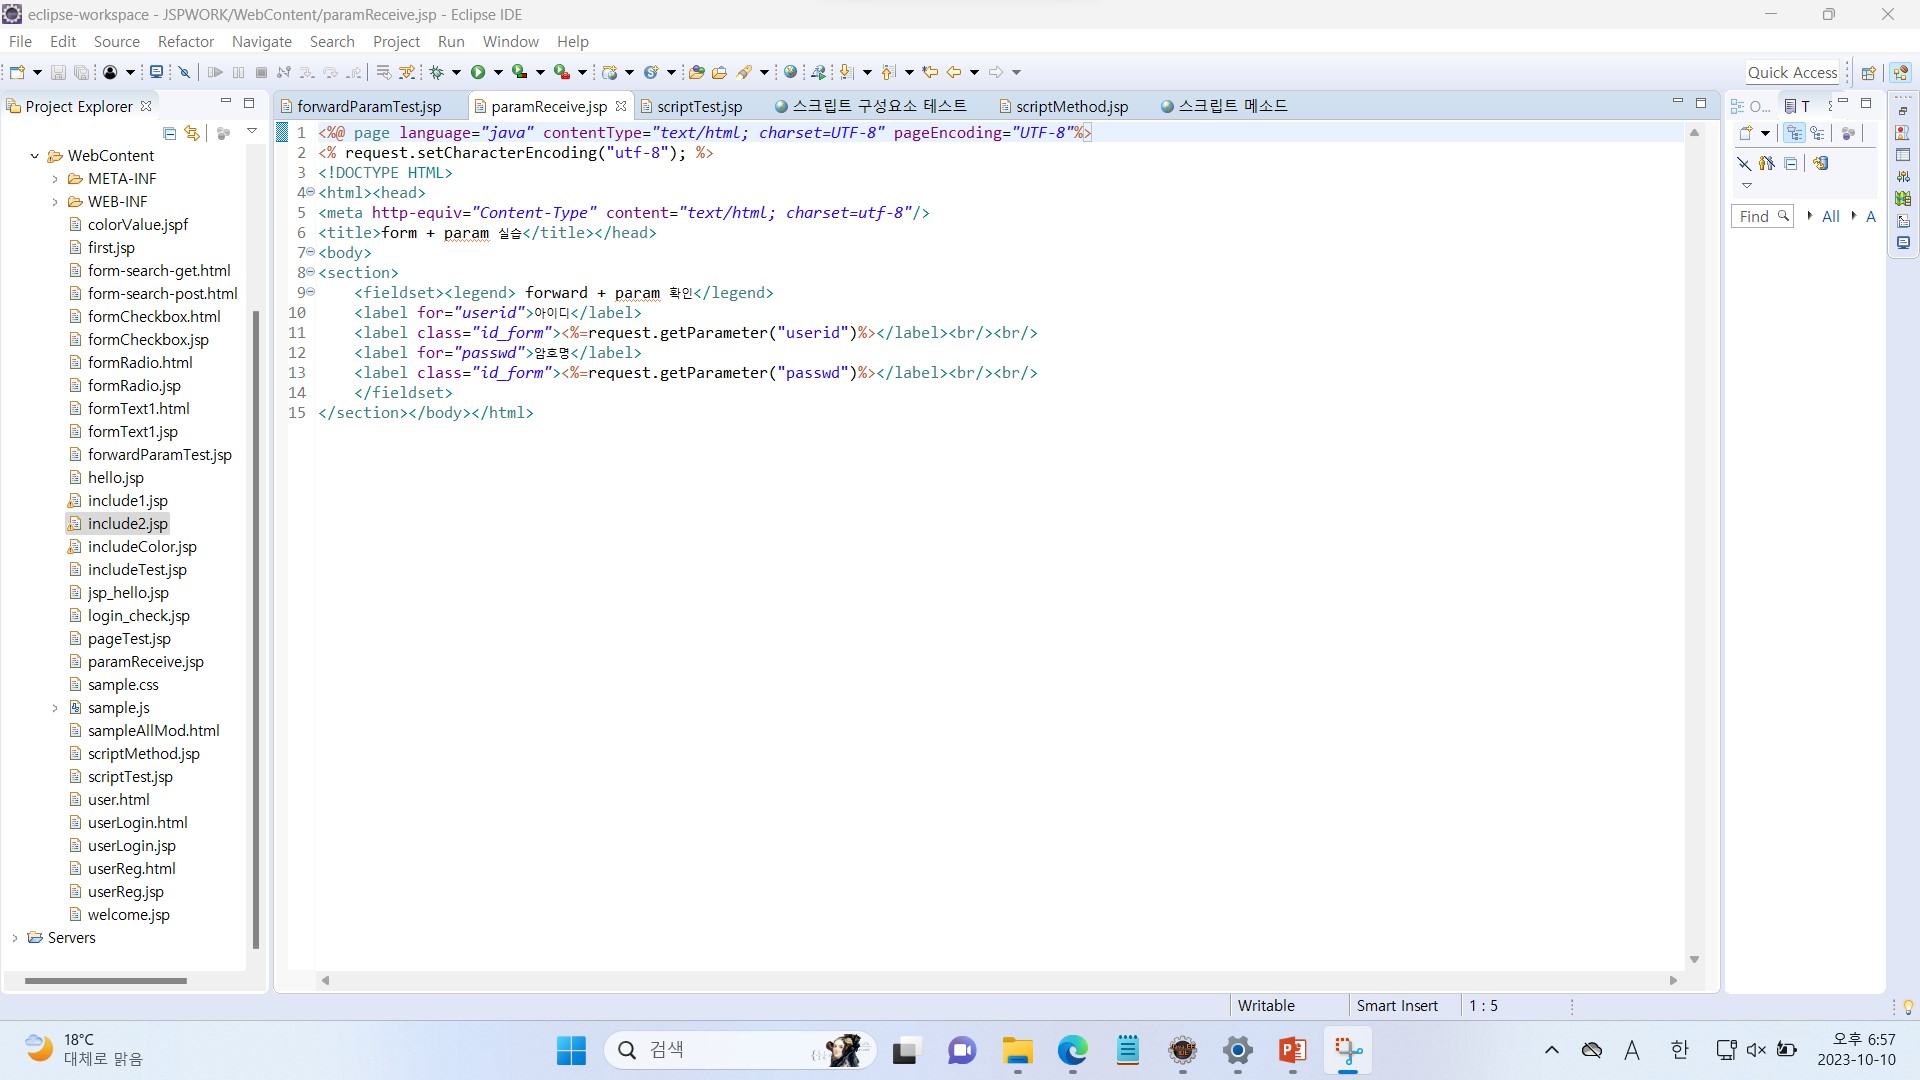 eclipse-workspace - JSPWORK/WebContent/paramReceive.jsp - Eclipse IDE
File Edit Source Refactor Navigate Search Project Run Window Help
Quick Access
Project Explorer
forwardParamTest.jsp paramReceive.jsp scriptTest.jsp 스크립트 구성요소 테스트 scriptMethod.jsp 스크립트 메소드
O... T
WebContent
META-INF
WEB-INF
colorValue.jspf
first.jsp
form-search-get.html
form-search-post.html
formCheckbox.html
formCheckbox.jsp
formRadio.html
formRadio.jsp
formText1.html
formText1.jsp
forwardParamTest.jsp
hello.jsp
include1.jsp
include2.jsp
includeColor.jsp
includeTest.jsp
jsp_hello.jsp
login_check.jsp
pageTest.jsp
paramReceive.jsp
sample.css
sample.js
sampleAllMod.html
scriptMethod.jsp
scriptTest.jsp
user.html
userLogin.html
userLogin.jsp
userReg.html
userReg.jsp
welcome.jsp
Servers
1 <%@ page language="java" contentType="text/html; charset=UTF-8" pageEncoding="UTF-8"%>
2 <% request.setCharacterEncoding("utf-8"); %>
3 <!DOCTYPE HTML>
4 <html><head>
5 <meta http-equiv="Content-Type" content="text/html; charset=utf-8"/>
6 <title>form + param 실습</title></head>
7 <body>
8 <section>
9 <fieldset><legend> forward + param 확인</legend>
10 <label for="userid">아이디</label>
11 <label class="id_form"><%=request.getParameter("userid")%></label><br/><br/>
12 <label for="passwd">암호명</label>
13 <label class="id_form"><%=request.getParameter("passwd")%></label><br/><br/>
14 </fieldset>
15 </section></body></html>
Find All A
Writable Smart Insert 1 : 5
18°C
대체로 맑음
검색
A 한
오후 6:57
2023-10-10